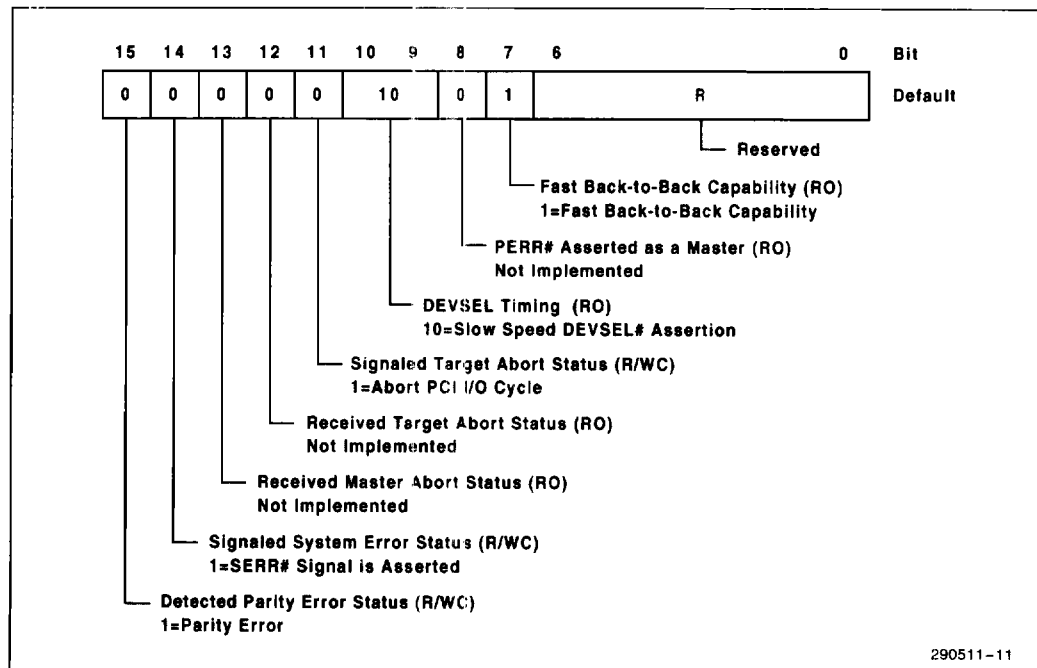 15 14 13 12 11 10 9 8 7 6 0 Bit
0 0 0 0 0 10 0 1 R Default
Reserved
Fast Back-to-Back Capability (RO)
1=Fast Back-to-Back Capability
PERR# Asserted as a Master (RO)
Not Implemented
DEVSEL Timing (RO)
10=Slow Speed DEVSEL# Assertion
Signaled Target Abort Status (R/WC)
1=Abort PCI I/O Cycle
Received Target Abort Status (RO)
Not Implemented
Received Master Abort Status (RO)
Not Implemented
Signaled System Error Status (R/WC)
1=SERR# Signal is Asserted
Detected Parity Error Status (R/WC)
1=Parity Error
290511-11